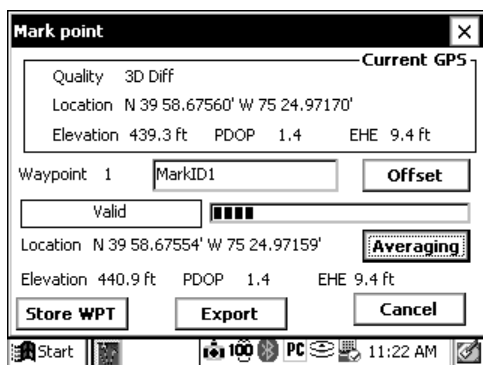 Mark point
Current GPS
Quality 3D Diff
Location N 39 58.67560' W 75 24.97170'
Elevation 439.3 ft PDOP 1.4 EHE 9.4 ft
Waypoint 1 MarkID1 Offset
Valid
Location N 39 58.67554' W 75 24.97159' Averaging
Elevation 440.9 ft PDOP 1.4 EHE 9.4 ft
Store WPT Export Cancel
Start 100 PC 11:22 AM